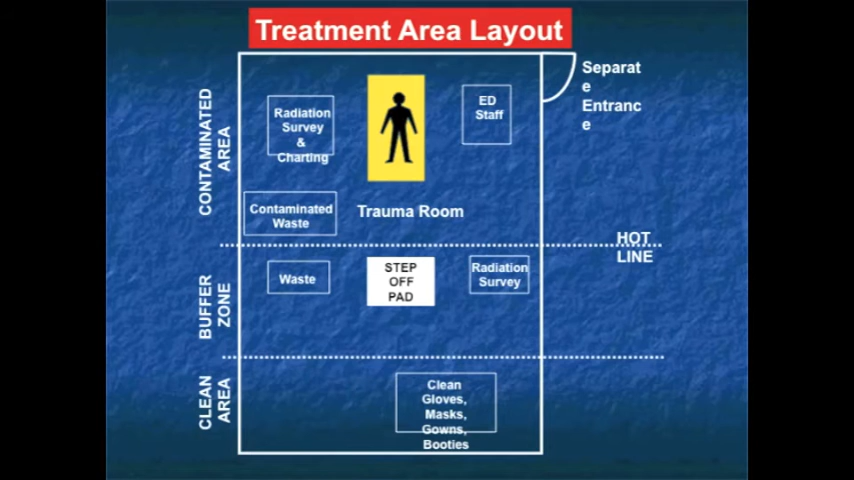 Treatment Area Layout
Separat
e
Entranc
e
CONTAMINATED
AREA
Radiation
Survey
&
Charting
ED
Staff
Contaminated
Waste
Trauma Room
HOT
LINE
BUFFER
ZONE
Waste
STEP
OFF
PAD
Radiation
Survey
CLEAN
AREA
Clean
Gloves,
Masks,
Gowns,
Booties